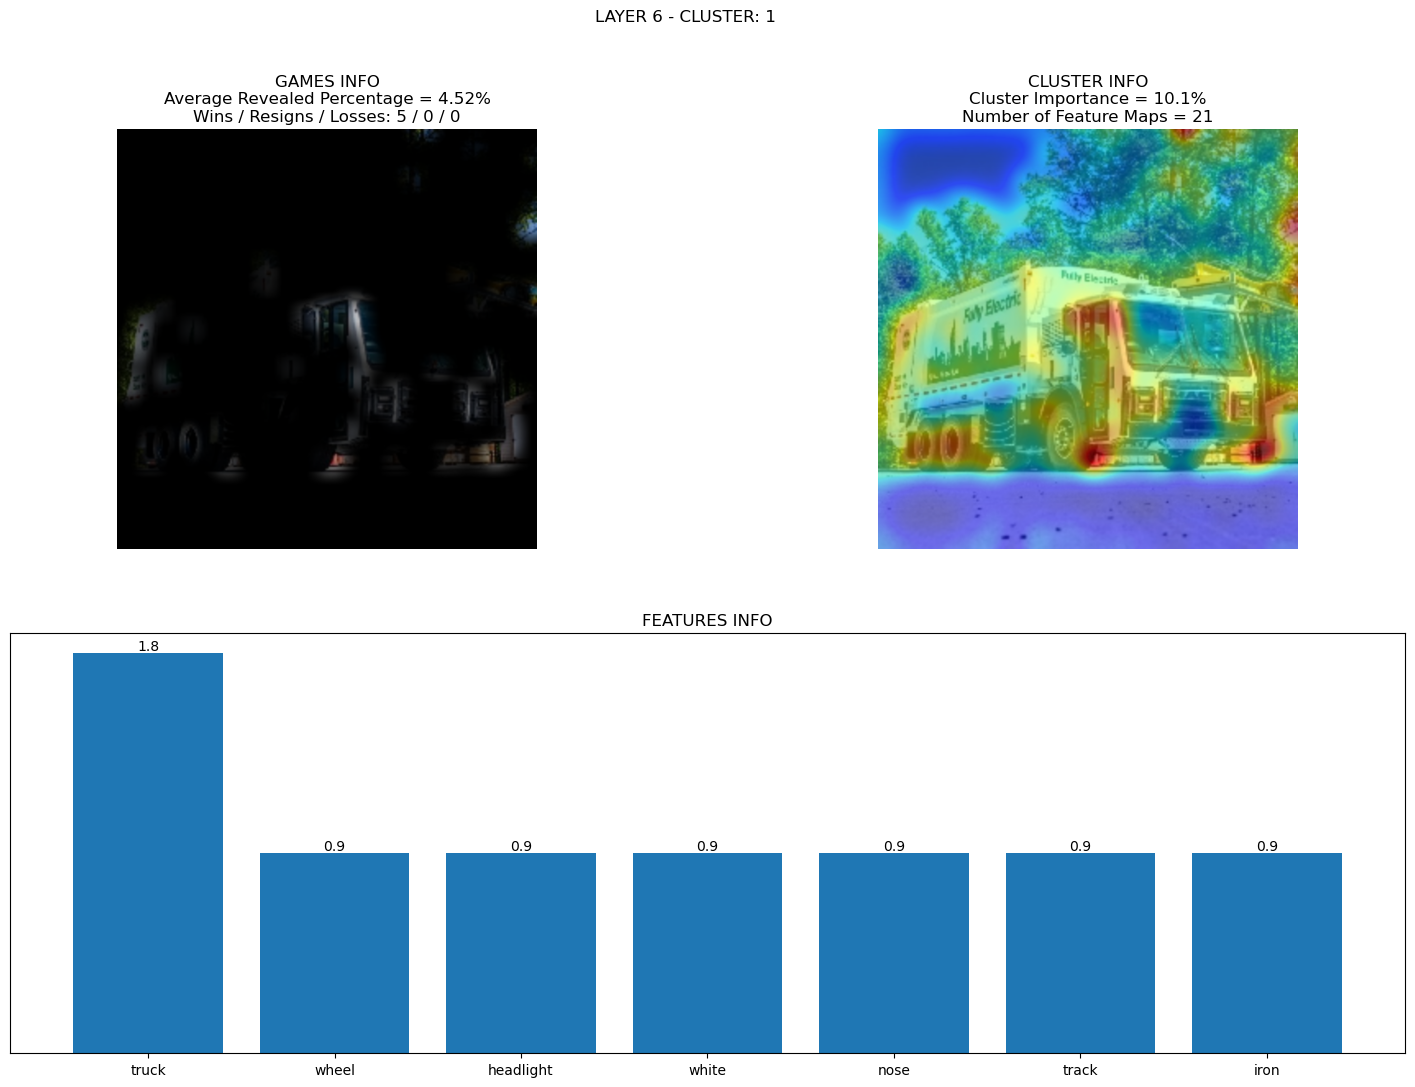 LAYER 6 - CLUSTER: 1
GAMES INFO
Average Revealed Percentage = 4.52%
Wins / Resigns / Losses: 5 / 0 / 0
CLUSTER INFO
Cluster Importance = 10.1%
Number of Feature Maps = 21
Fully Electric
Fully Electric
FEATURES INFO
1.8
0.9
0.9
0.9
0.9
0.9
0.9
truck
wheel
headlight
white
nose
track
iron